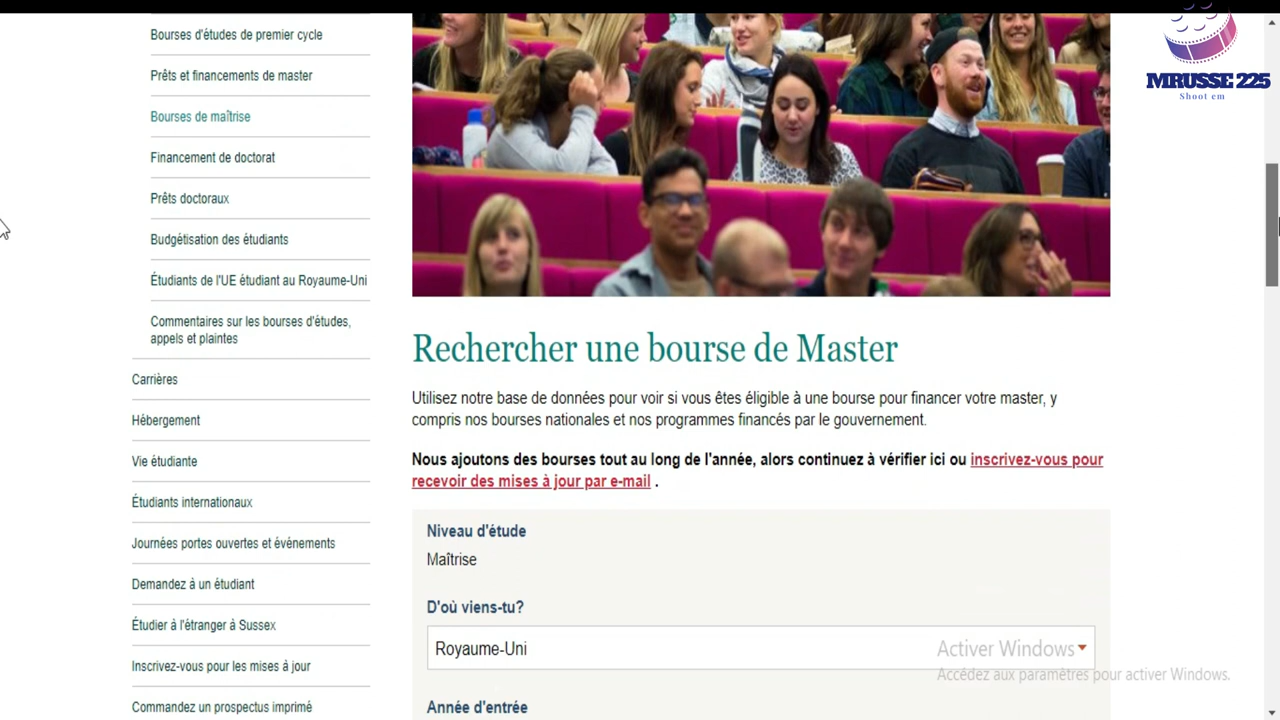 MRUSSE 225
Shoot em
Bourses d'études de premier cycle
Prêts et financements de master
Bourses de maîtrise
Financement de doctorat
Prêts doctoraux
Budgétisation des étudiants
Étudiants de l'UE étudiant au Royaume-Uni
Commentaires sur les bourses d'études,
appels et plaintes
Carrières
Hébergement
Vie étudiante
Étudiants internationaux
Journées portes ouvertes et événements
Demandez à un étudiant
Étudier à l'étranger à Sussex
Inscrivez-vous pour les mises à jour
Commandez un prospectus imprimé
Rechercher une bourse de Master
Utilisez notre base de données pour voir si vous êtes éligible à une bourse pour financer votre master, y
compris nos bourses nationales et nos programmes financés par le gouvernement.
Nous ajoutons des bourses tout au long de l'année, alors continuez à vérifier ici ou inscrivez-vous pour
recevoir des mises à jour par e-mail .
Niveau d'étude
Maîtrise
D'où viens-tu?
Royaume-Uni
Activer Windows
Accédez aux paramètres pour activer Windows.
Année d'entrée